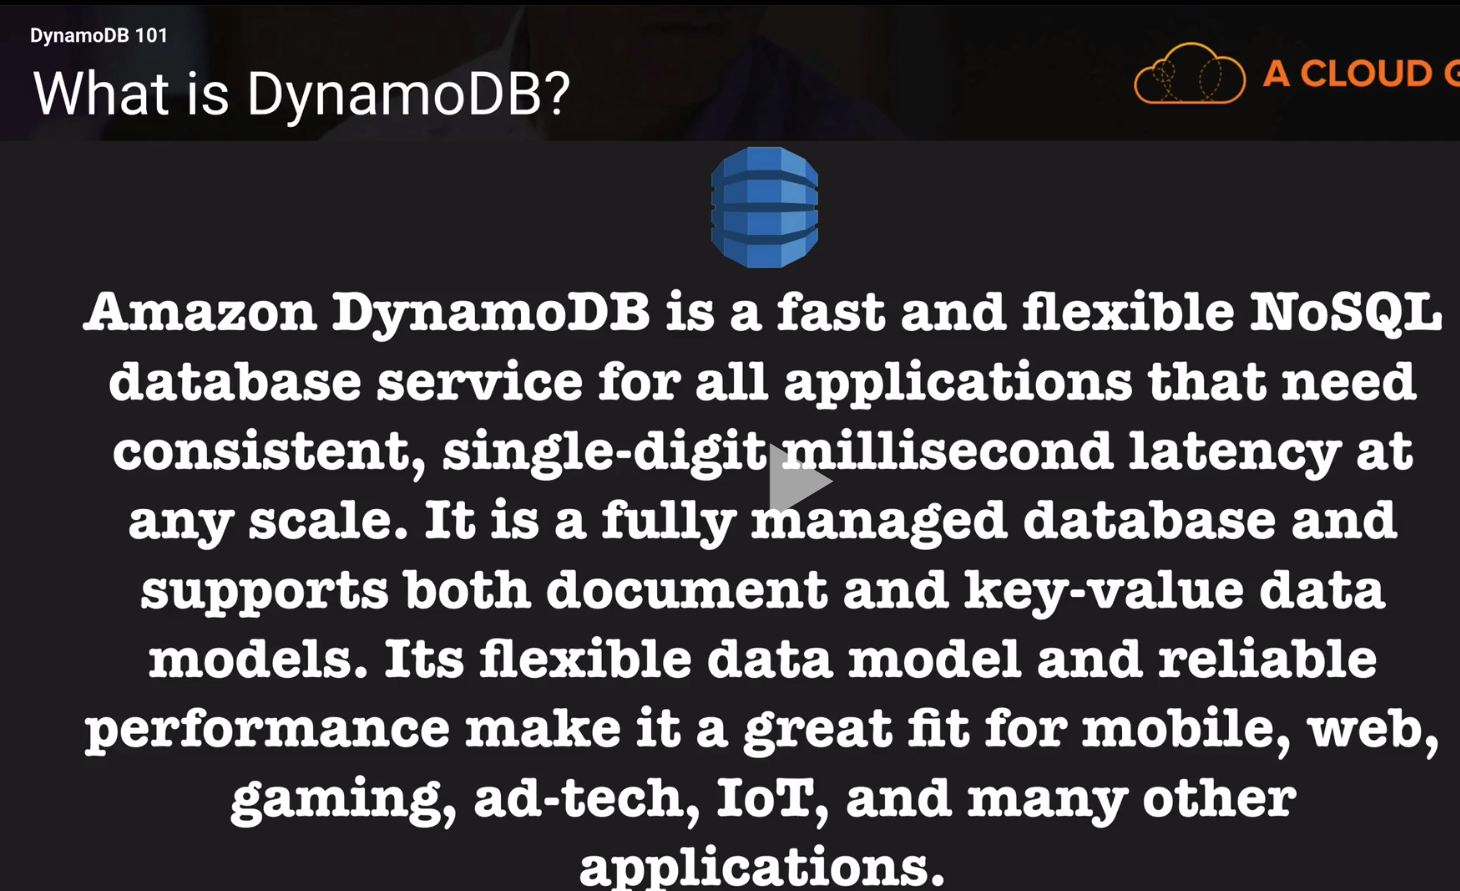 DynamoDB 101
What is DynamoDB?
A CLOUD G
Amazon DynamoDB is a fast and flexible NoSQL
database service for all applications that need
consistent, single-digit millisecond latency at
any scale. It is a fully managed database and
supports both document and key-value data
models. Its flexible data model and reliable
performance make it a great fit for mobile, web,
gaming, ad-tech, IoT, and many other
applications.